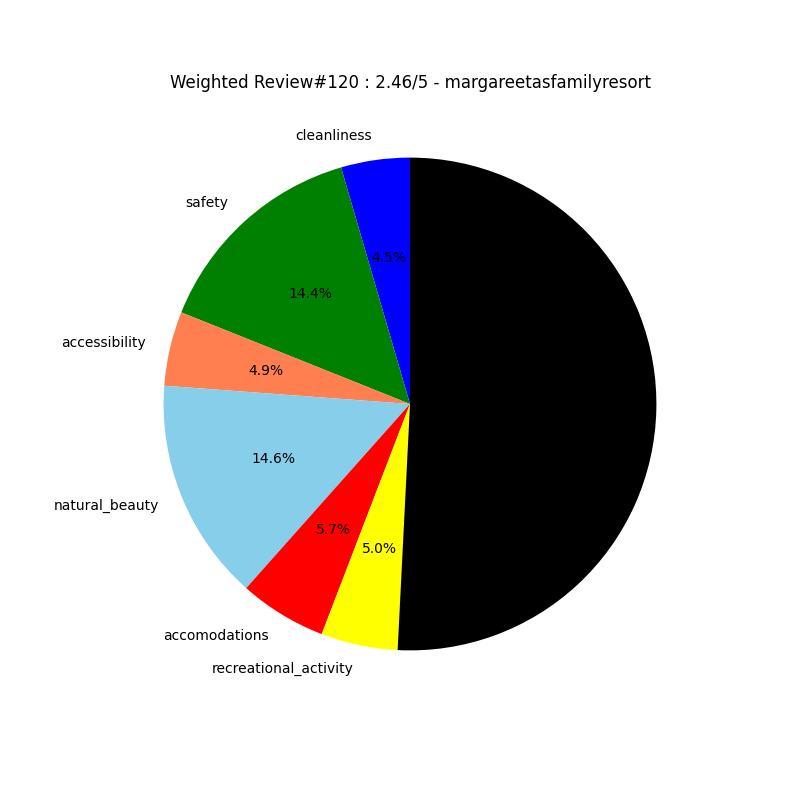 Weighted Review#120 : 2.46/5 - margareetasfamilyresort
cleanliness
4.5%
safety
14.4%
accessibility
4.9%
natural_beauty
14.6%
accomodations
5.7%
recreational_activity
5.0%